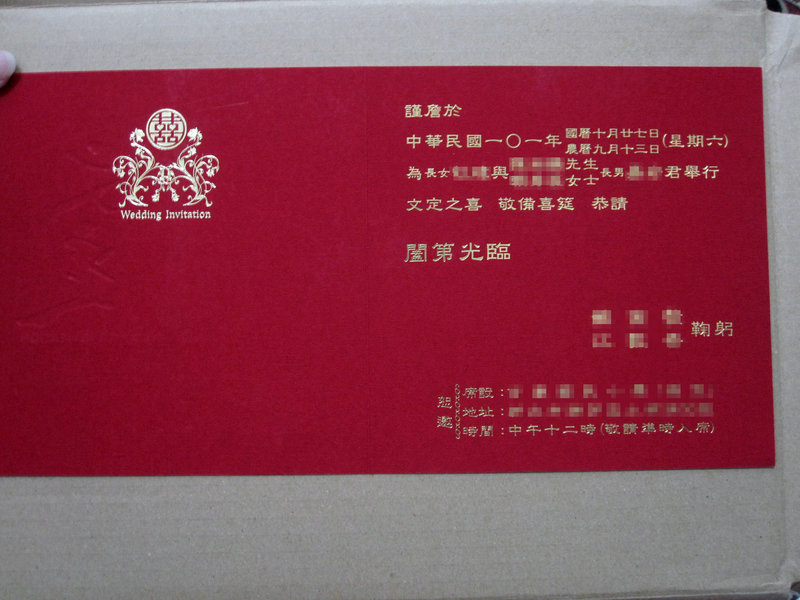 囍
Wedding Invitation
謹詹於
中華民國一〇一年 國曆十月廿七日 農曆九月十三日 (星期六)
為長女 與 先生 女士 長男 君舉行
文定之喜 敬備喜筵 恭請
闔第光臨
鞠躬
恕邀
席設：
地址：
時間：中午十二時(敬請準時入席)